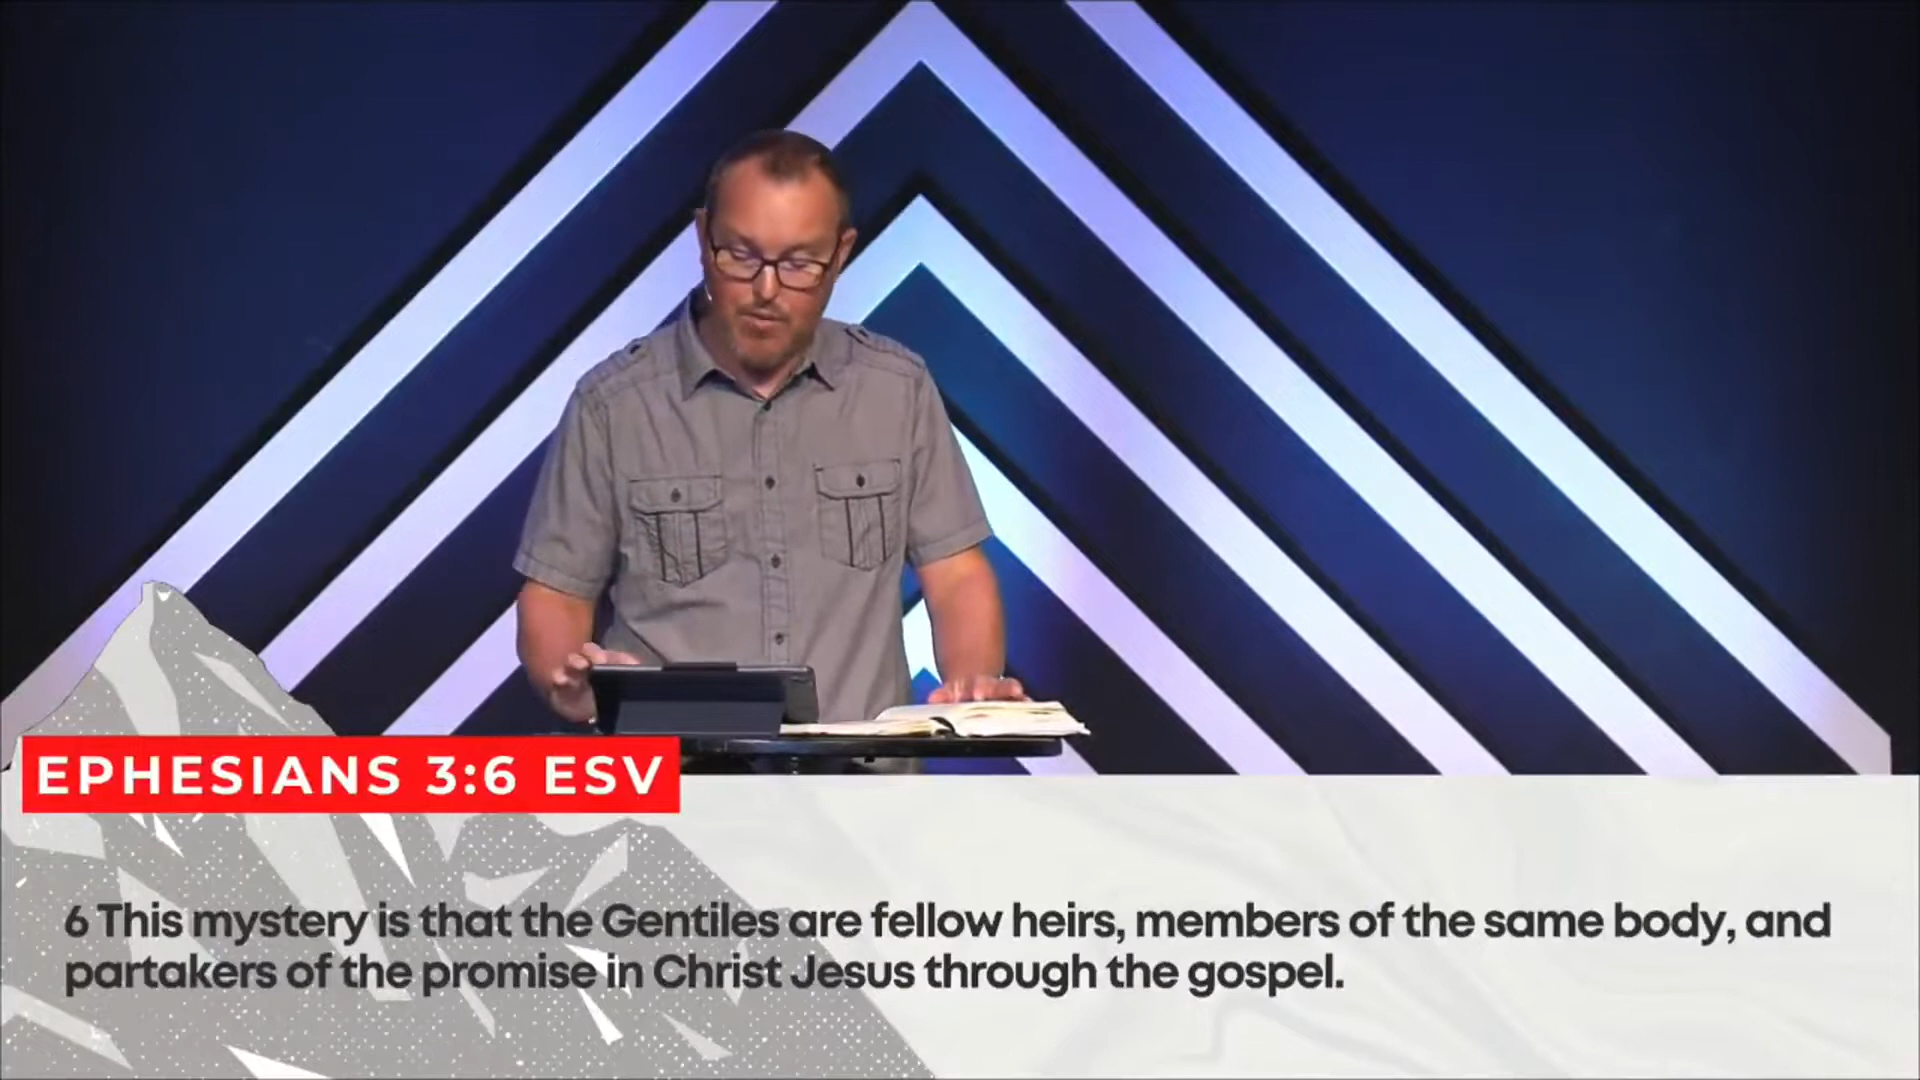 EPHESIANS 3:6 ESV
6 This mystery is that the Gentiles are fellow heirs, members of the same body, and
partakers of the promise in Christ Jesus through the gospel.